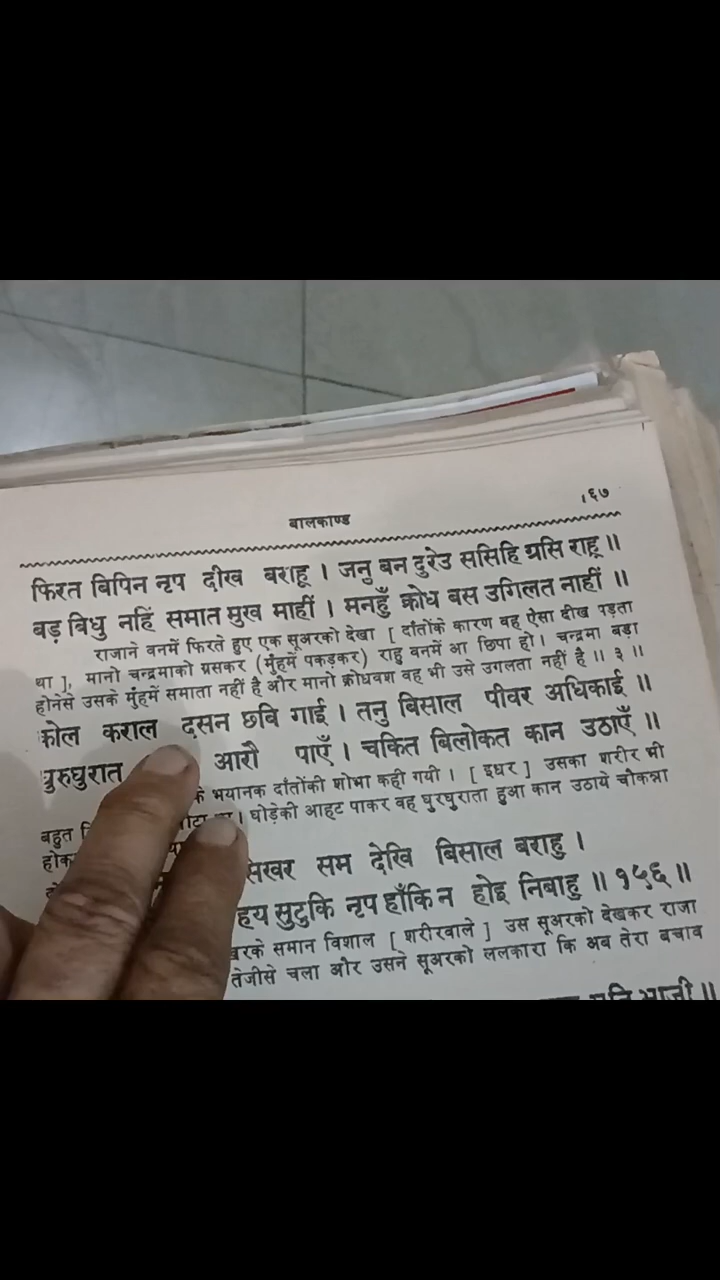 बालकाण्ड
१६७
फिरत बिपिन नृप दीख बराहू । जनु बन दुरेउ ससिहि ग्रसि राहू ॥
बड़ बिधु नहिं समात मुख माहीं । मनहुँ क्रोध बस उगिलत नाहीं ॥
राजाने वनमें फिरते हुए एक सूअरको देखा [ दाँतोंके कारण वह ऐसा दीख पड़ता
था ], मानो चन्द्रमाको ग्रसकर (मुँहमें पकड़कर) राहु वनमें आ छिपा हो। चन्द्रमा बड़ा
होनेसे उसके मुँहमें समाता नहीं है और मानो क्रोधवश वह भी उसे उगलता नहीं है ॥ ३ ॥
कोल कराल दसन छबि गाई । तनु बिसाल पीवर अधिकाई ॥
घुरुघुरात आरौ पाएँ । चकित बिलोकत कान उठाएँ ॥
भयानक दाँतोंकी शोभा कही गयी । [ इधर ] उसका शरीर भी
बहुत घोड़ेकी आहट पाकर वह घुरघुराता हुआ कान उठाये चौकन्ना
सिखर सम देखि बिसाल बराहु ।
हय सुटुकि नृप हाँकि न होइ निबाहु ॥ १५६ ॥
के समान विशाल [ शरीरवाले ] उस सूअरको देखकर राजा
तेजीसे चला और उसने सूअरको ललकारा कि अब तेरा बचाव